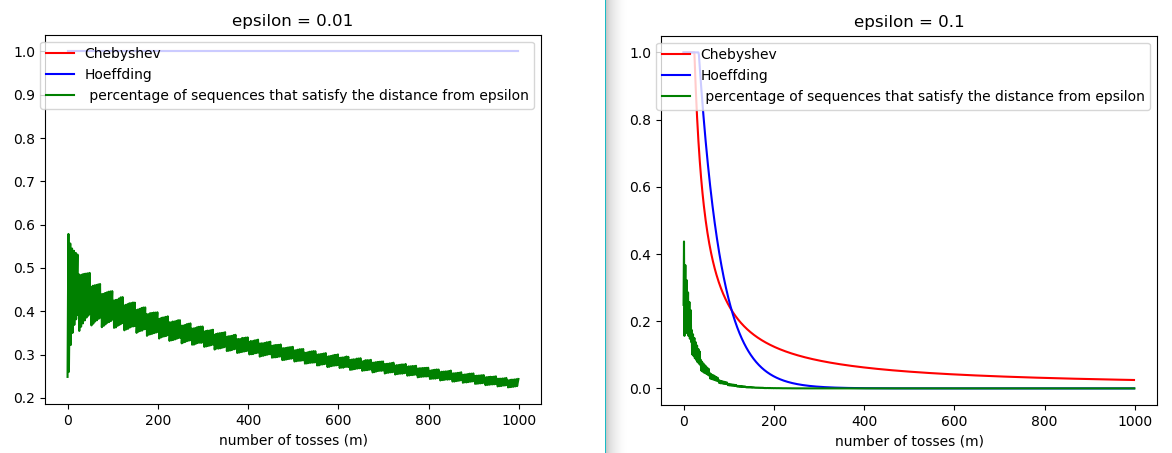 epsilon = 0.01
1.0
0.9
0.8
0.7
0.6
0.5
0.4
0.3
0.2
Chebyshev
Hoeffding
percentage of sequences that satisfy the distance from epsilon
0 200 400 600 800 1000
number of tosses (m)
epsilon = 0.1
1.0
0.8
0.6
0.4
0.2
0.0
Chebyshev
Hoeffding
percentage of sequences that satisfy the distance from epsilon
0 200 400 600 800 1000
number of tosses (m)